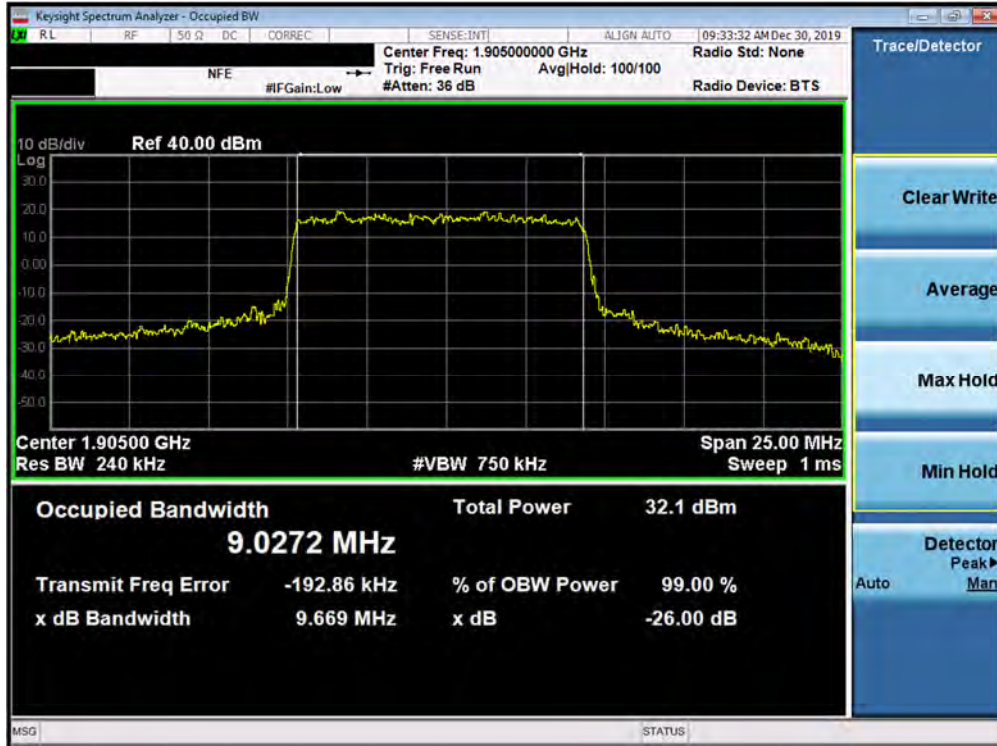 Keysight Spectrum Analyzer - Occupied BW
LXI RL RF 50 Ω DC CORREC SENSE:INT ALIGN AUTO 09:33:32 AM Dec 30, 2019
Center Freq: 1.905000000 GHz Radio Std: None
NFE Trig: Free Run Avg|Hold: 100/100
#IFGain:Low #Atten: 36 dB Radio Device: BTS
Trace/Detector
10 dB/div Ref 40.00 dBm
Log
30.0
20.0
10.0
0.00
-10.0
-20.0
-30.0
-40.0
-50.0
Center 1.90500 GHz Span 25.00 MHz
Res BW 240 kHz #VBW 750 kHz Sweep 1 ms
Occupied Bandwidth Total Power 32.1 dBm
9.0272 MHz
Transmit Freq Error -192.86 kHz % of OBW Power 99.00 %
x dB Bandwidth 9.669 MHz x dB -26.00 dB
Clear Write
Average
Max Hold
Min Hold
Detector
Peak▶
Auto Man
MSG STATUS